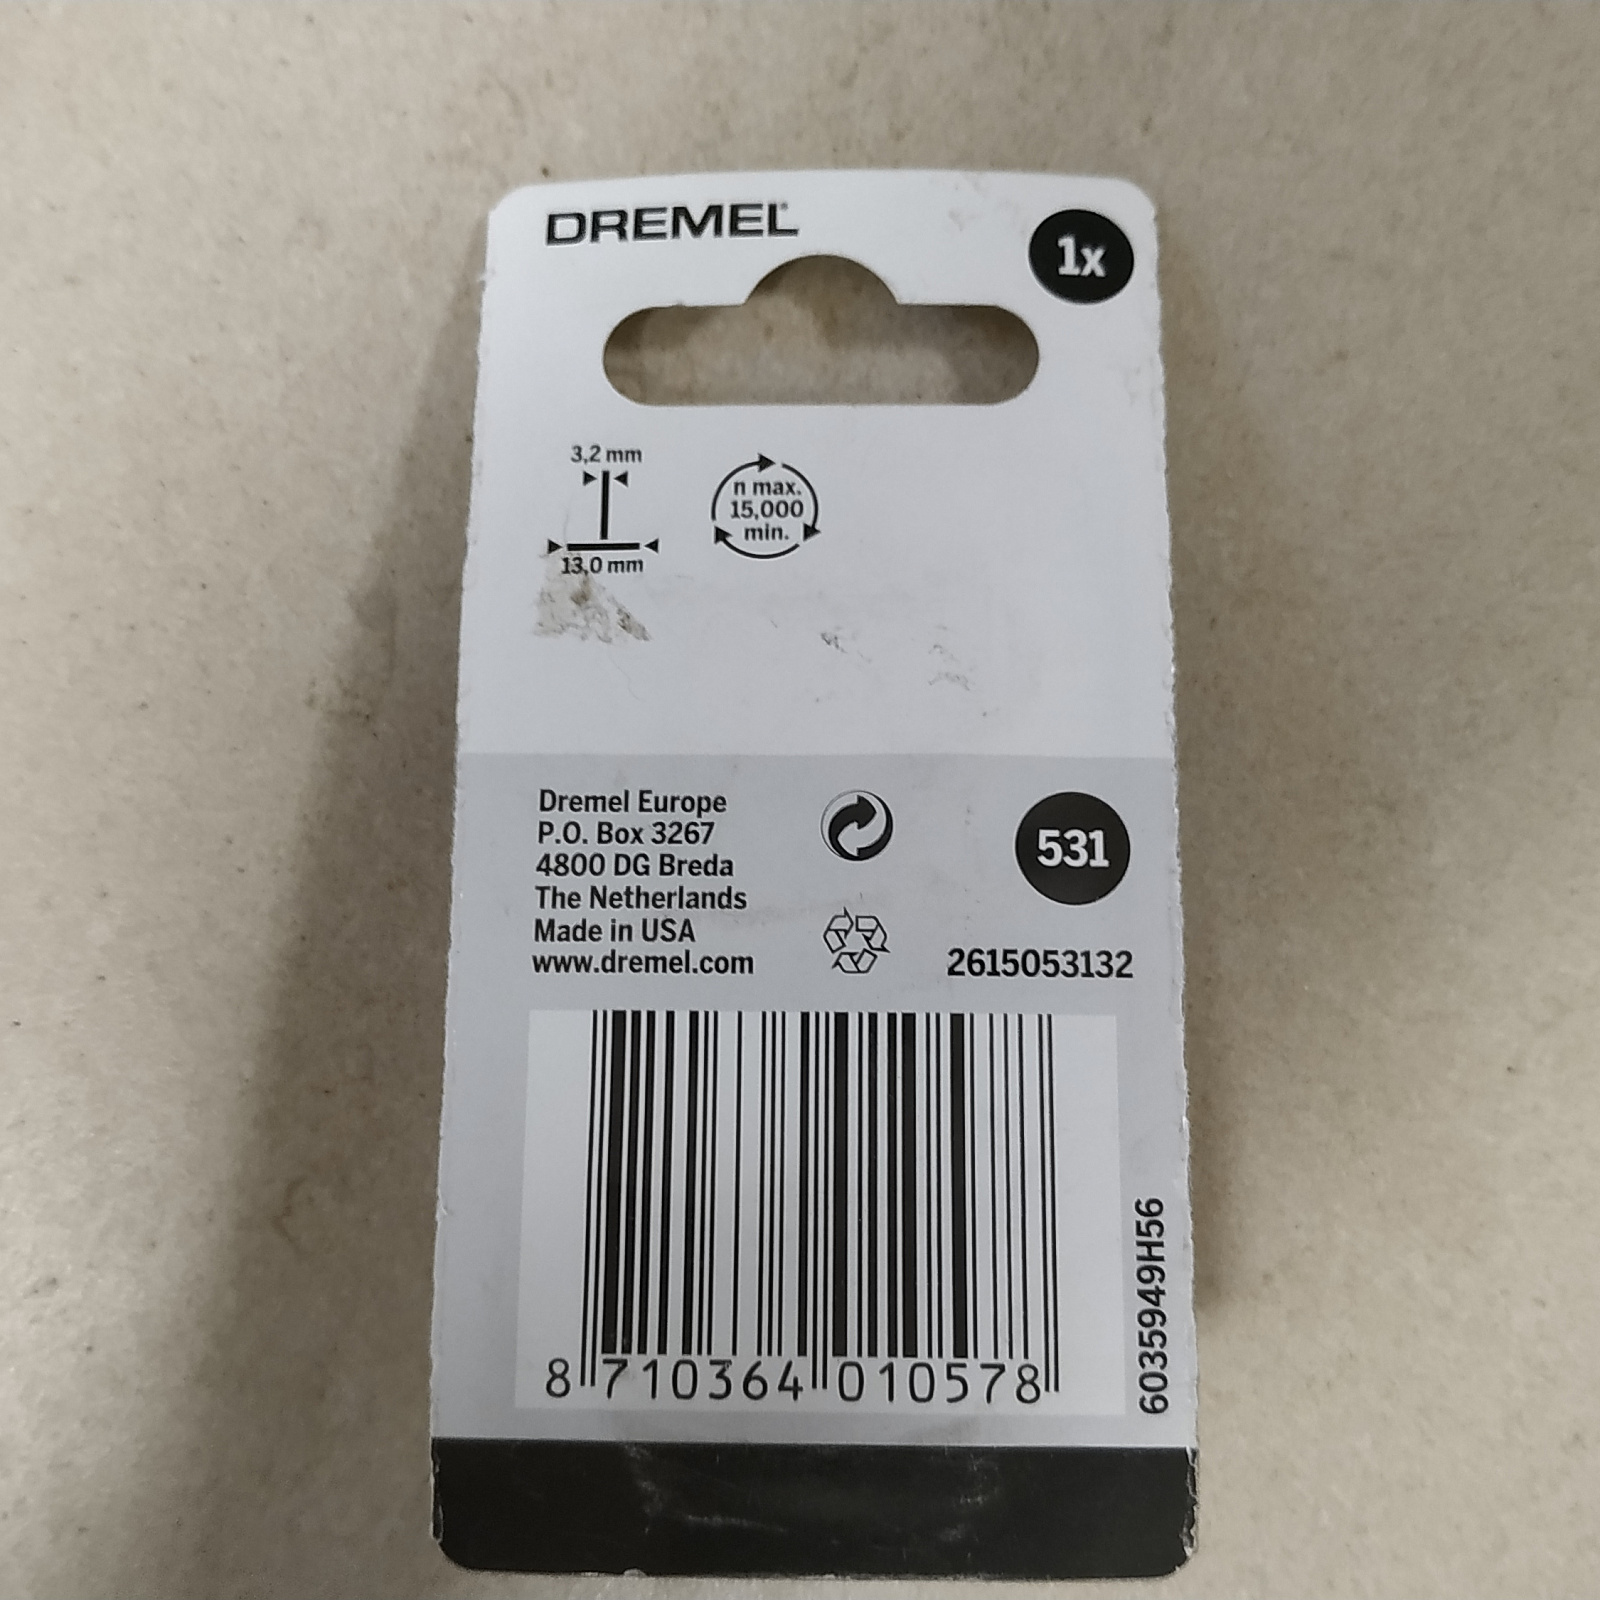 DREMEL
1x
3,2 mm
13,0 mm
n max.
15,000
min.
Dremel Europe
P.O. Box 3267
4800 DG Breda
The Netherlands
Made in USA
www.dremel.com
531
2615053132
8 710364 010578
6035949H56